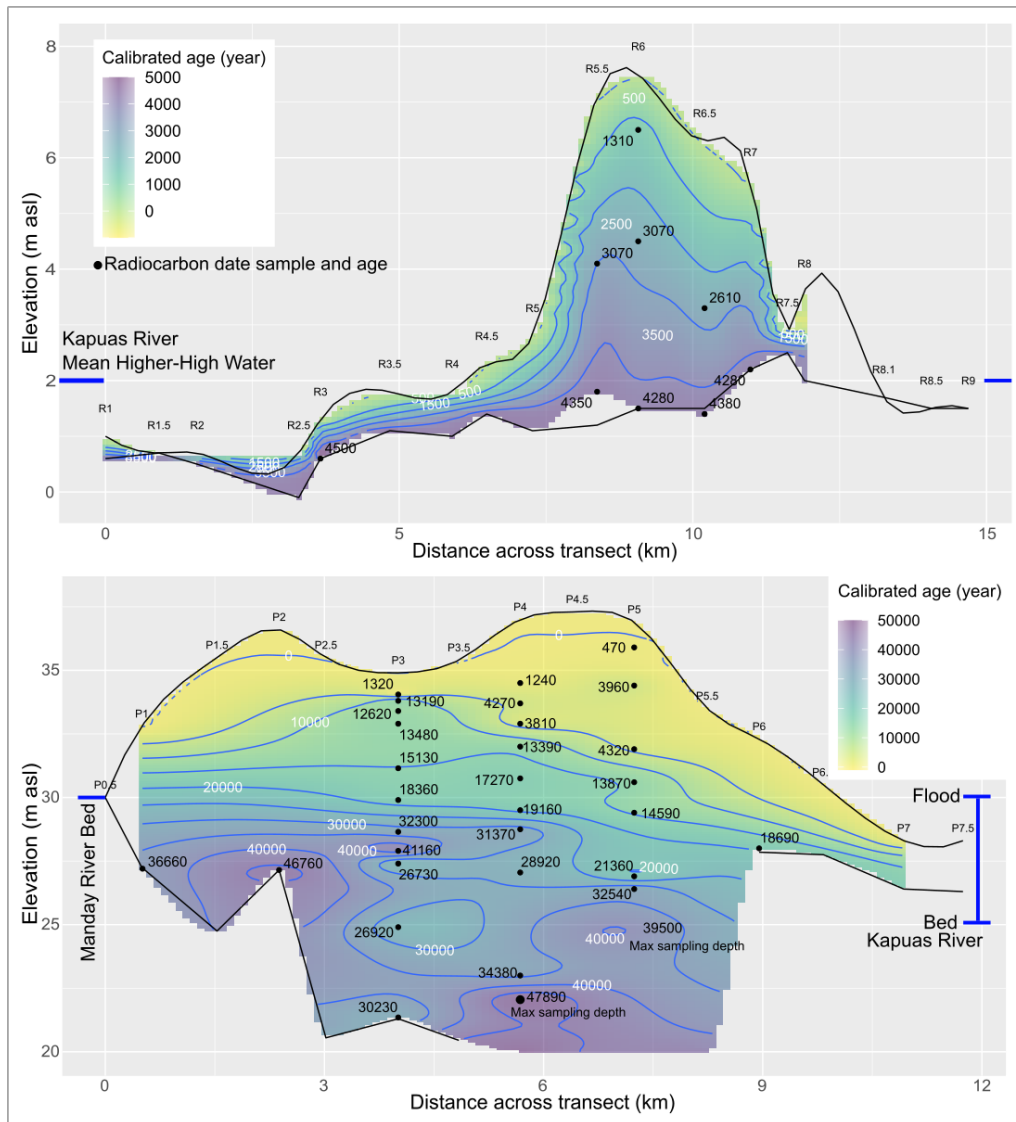 8
6
4
2
0
Elevation (m asl)
Calibrated age (year)
5000
4000
3000
2000
1000
0
Radiocarbon date sample and age
Kapuas River
Mean Higher-High Water
R1
R1.5
R2
R2.5
R3
R3.5
R4
R4.5
R5
R5.5
R6
R6.5
R7
R7.5
R8
R8.1
R8.5
R9
500
1310
2500
3070
3070
2610
3500
4280
4350
4280
4380
4500
500
1500
1500
1500
0
5
10
15
Distance across transect (km)
Calibrated age (year)
50000
40000
30000
20000
10000
0
35
30
25
20
Elevation (m asl)
Manday River Bed
P0.5
P1
P1.5
P2
P2.5
P3
P3.5
P4
P4.5
P5
P5.5
P6
P6.
P7
P7.5
0
0
470
1320
13190
1240
3960
12620
10000
4270
13480
3810
15130
13390
4320
17270
13870
18360
20000
19160
14590
30000
32300
31370
18690
40000
41160
36660
40000
46760
26730
28920
21360
20000
32540
26920
30000
39500
40000
Max sampling depth
34380
40000
47890
30230
Max sampling depth
Flood
Bed
Kapuas River
0
3
6
9
12
Distance across transect (km)